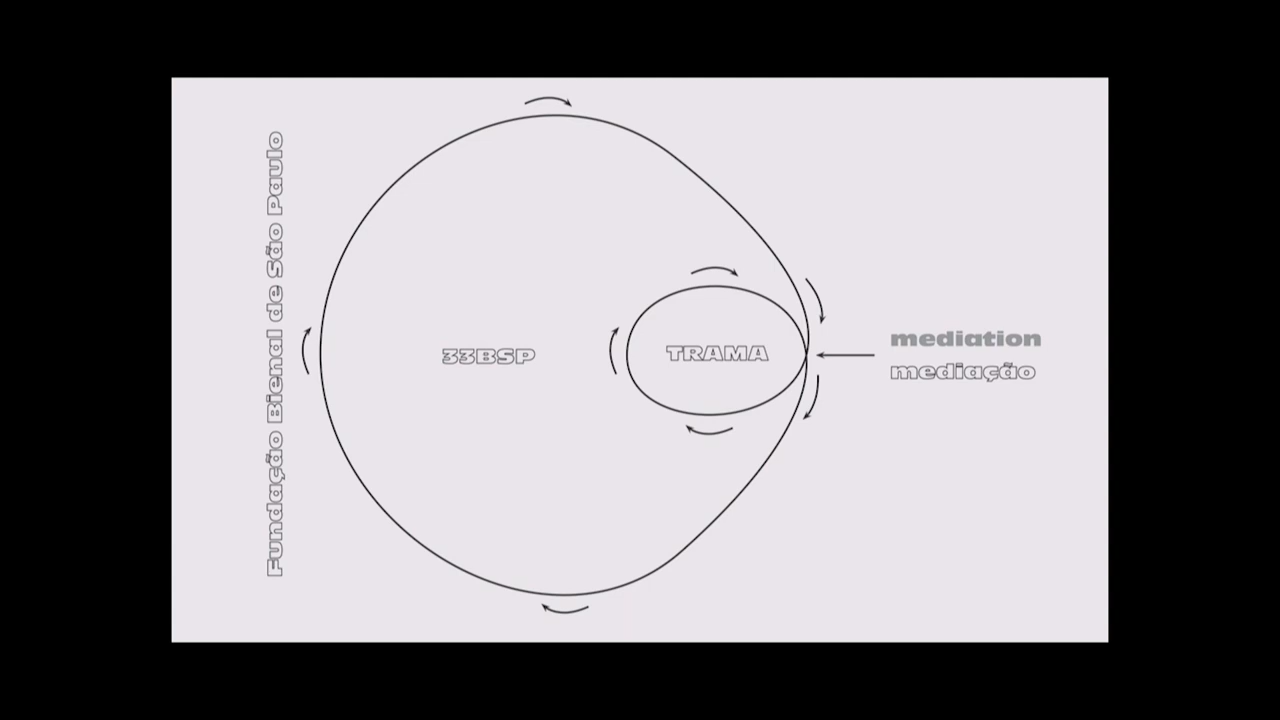 Fundação Bienal de São Paulo
33BSP
TRAMA
mediation
mediação